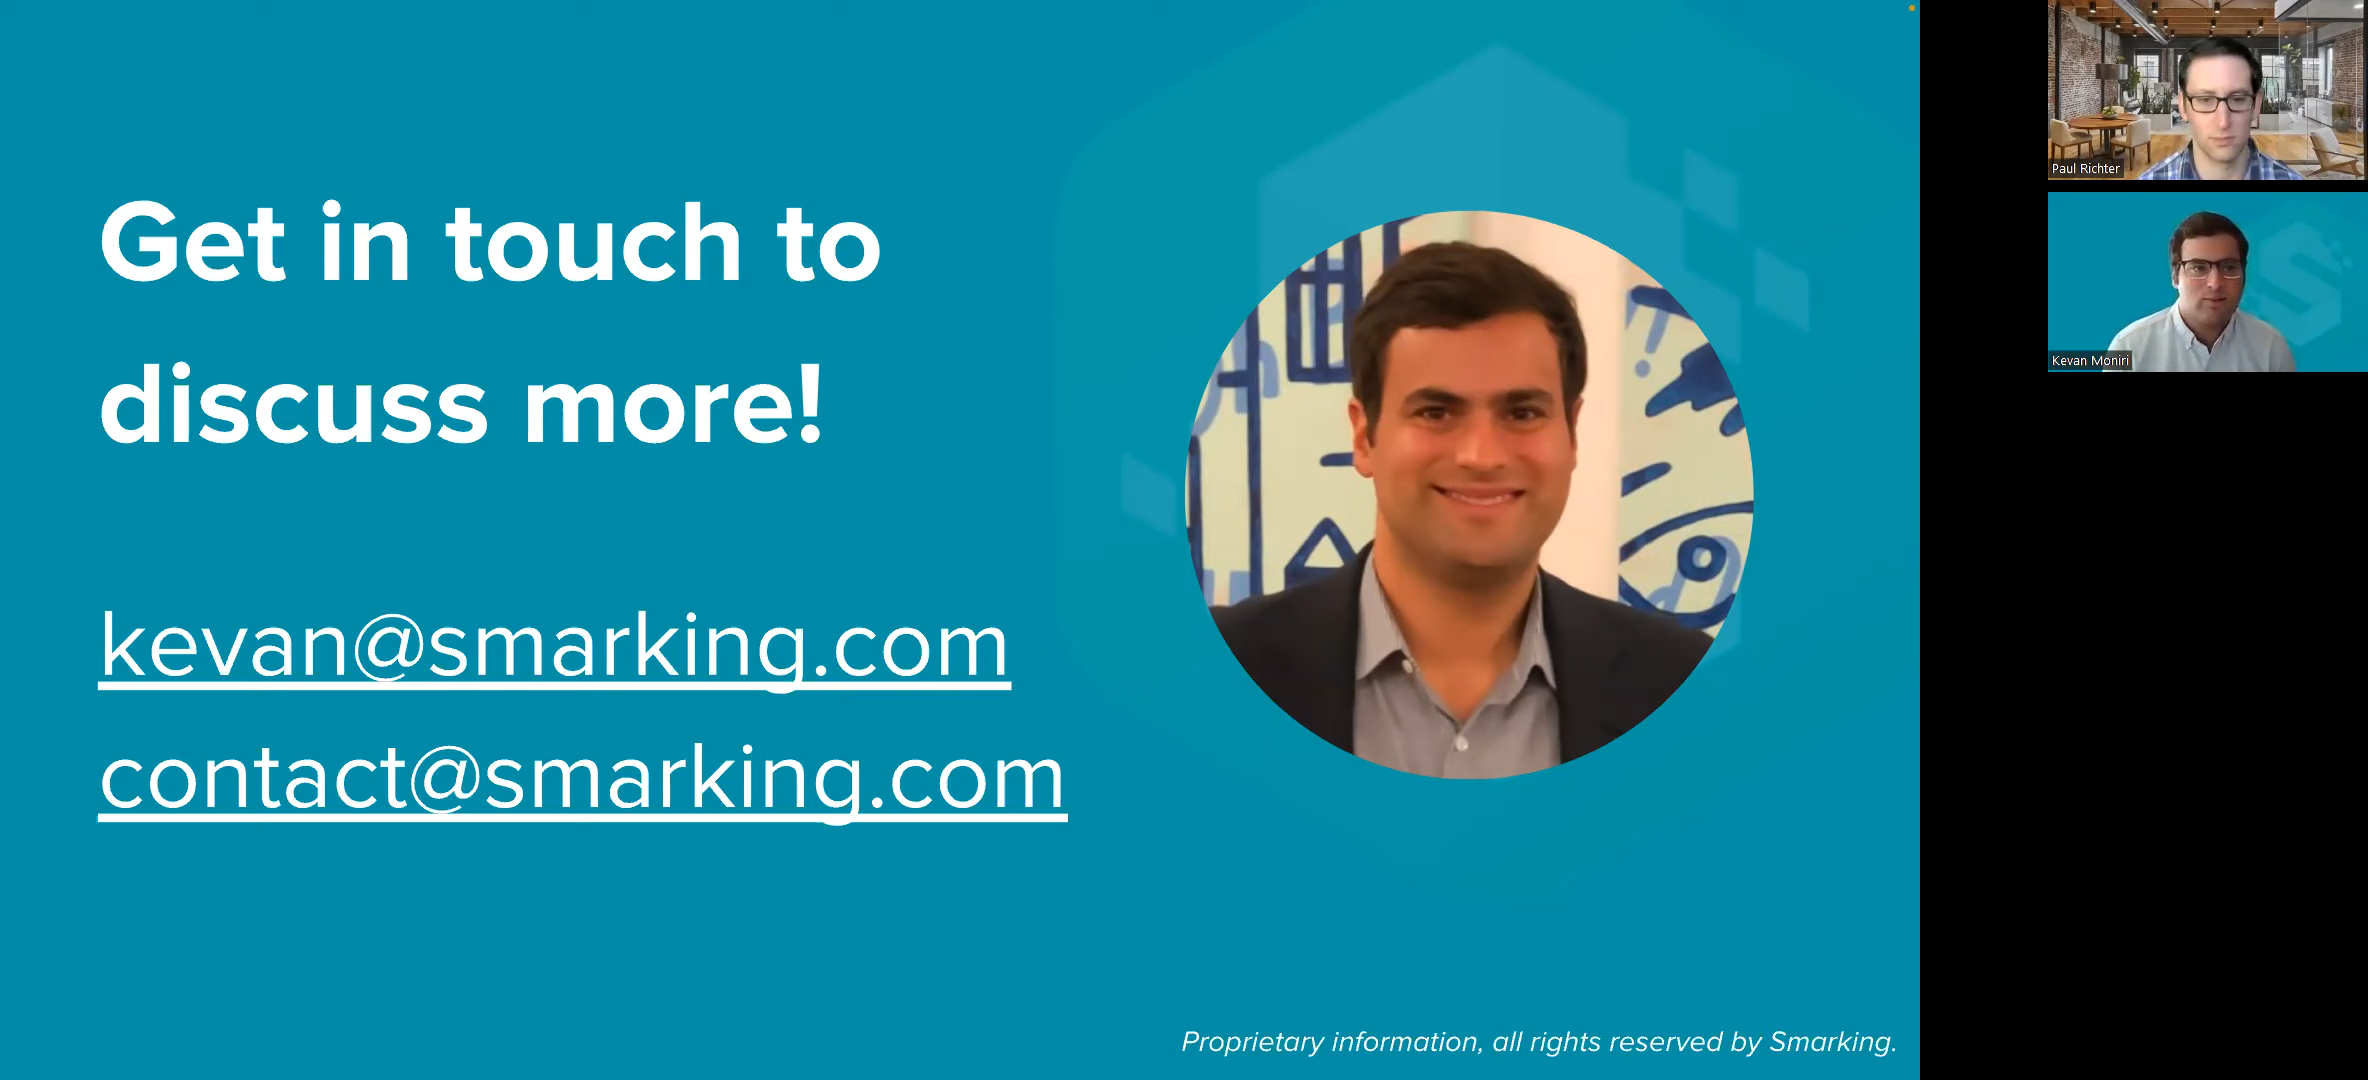 Get in touch to
discuss more!
kevan@smarking.com
contact@smarking.com
Proprietary information, all rights reserved by Smarking.
Paul Richter
Kevan Moniri